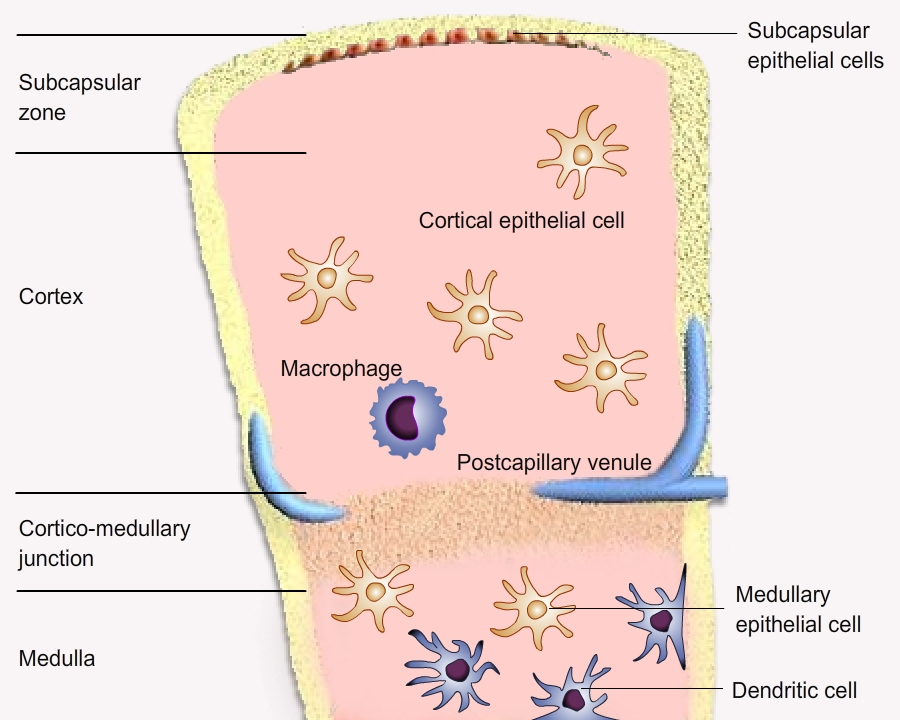 Subcapsular
epithelial cells
Subcapsular
zone
Cortical epithelial cell
Cortex
Macrophage
Postcapillary venule
Cortico-medullary
junction
Medullary
epithelial cell
Medulla
Dendritic cell